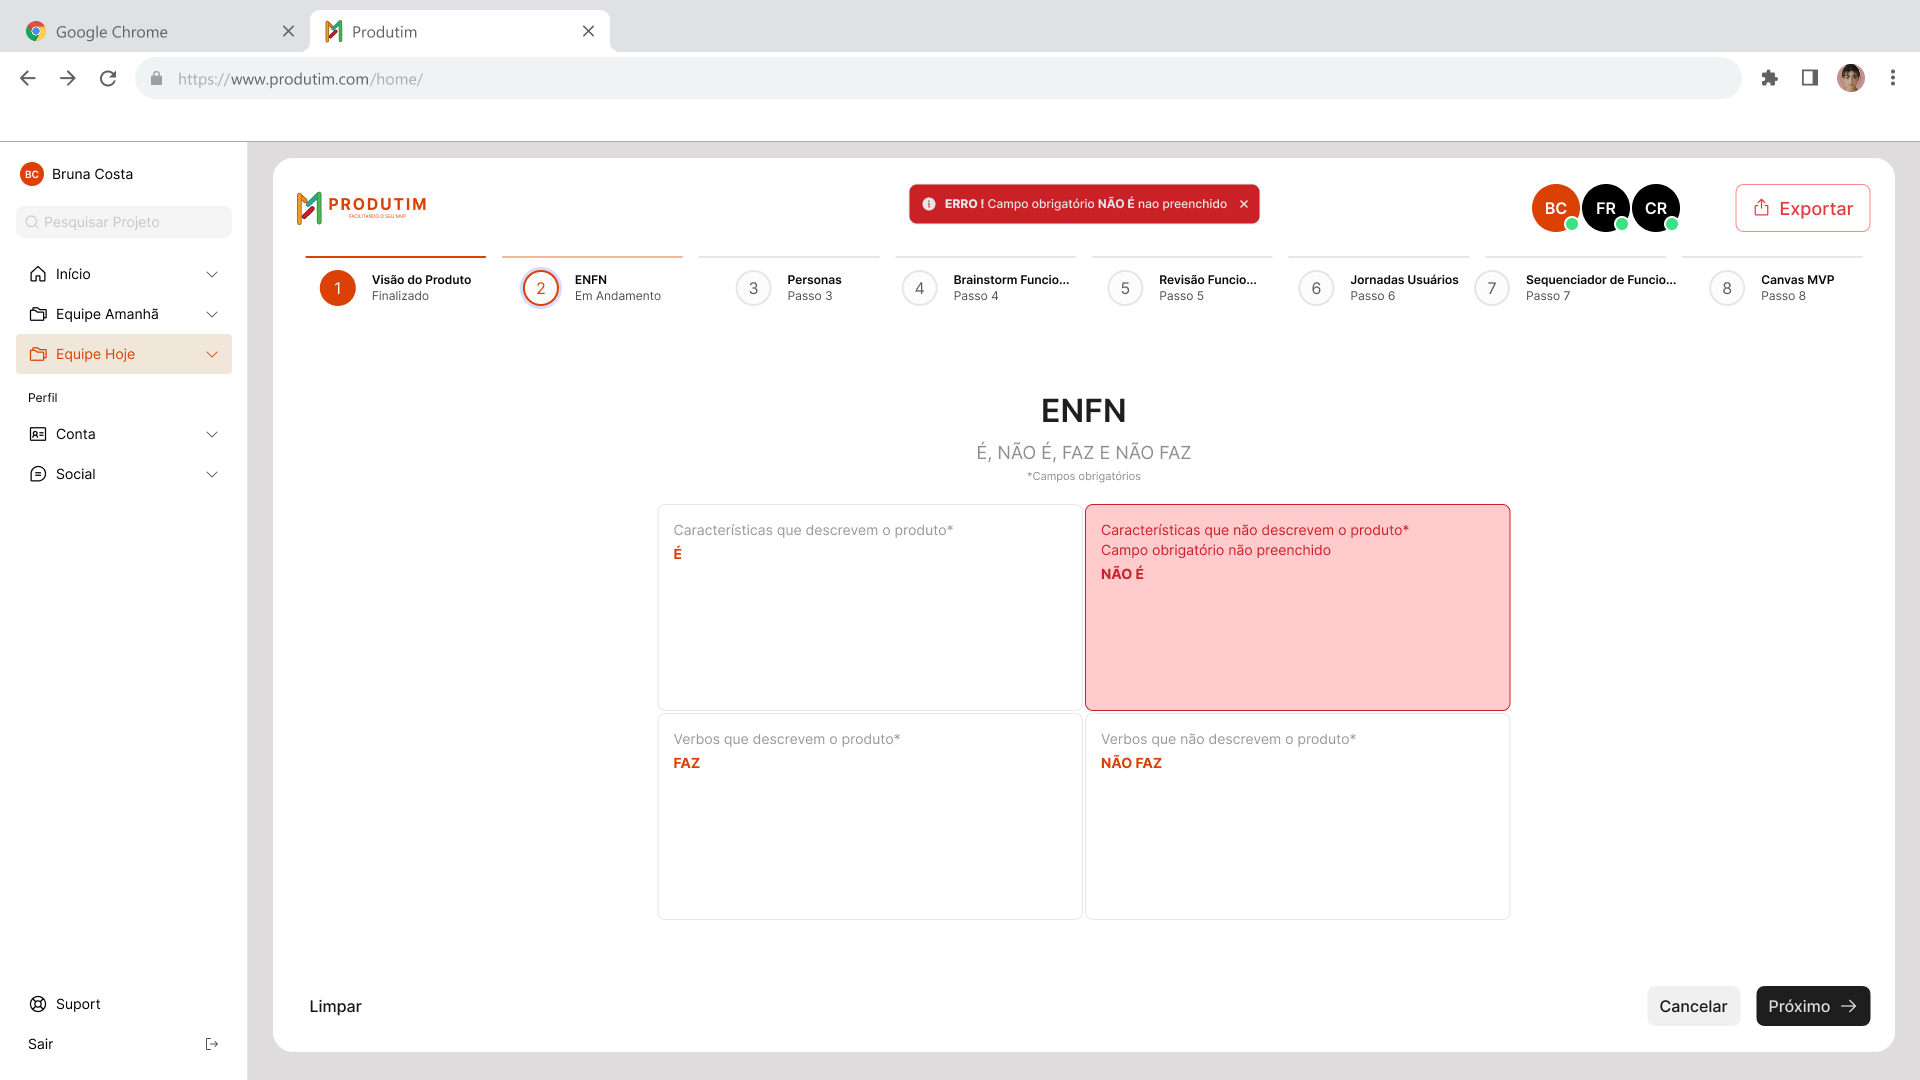 Google Chrome
Produtim
https://www.produtim.com/home/
BC Bruna Costa
Pesquisar Projeto
Início
Equipe Amanhã
Equipe Hoje
Perfil
Conta
Social
Suport
Sair
PRODUTIM
FACILITANDO O SEU MVP
ERRO ! Campo obrigatório NÃO É nao preenchido
BC FR CR
Exportar
1 Visão do Produto
Finalizado
2 ENFN
Em Andamento
3 Personas
Passo 3
4 Brainstorm Funcio...
Passo 4
5 Revisão Funcio...
Passo 5
6 Jornadas Usuários
Passo 6
7 Sequenciador de Funcio...
Passo 7
8 Canvas MVP
Passo 8
ENFN
É, NÃO É, FAZ E NÃO FAZ
*Campos obrigatórios
Características que descrevem o produto*
É
Características que não descrevem o produto*
Campo obrigatório não preenchido
NÃO É
Verbos que descrevem o produto*
FAZ
Verbos que não descrevem o produto*
NÃO FAZ
Limpar
Cancelar
Próximo